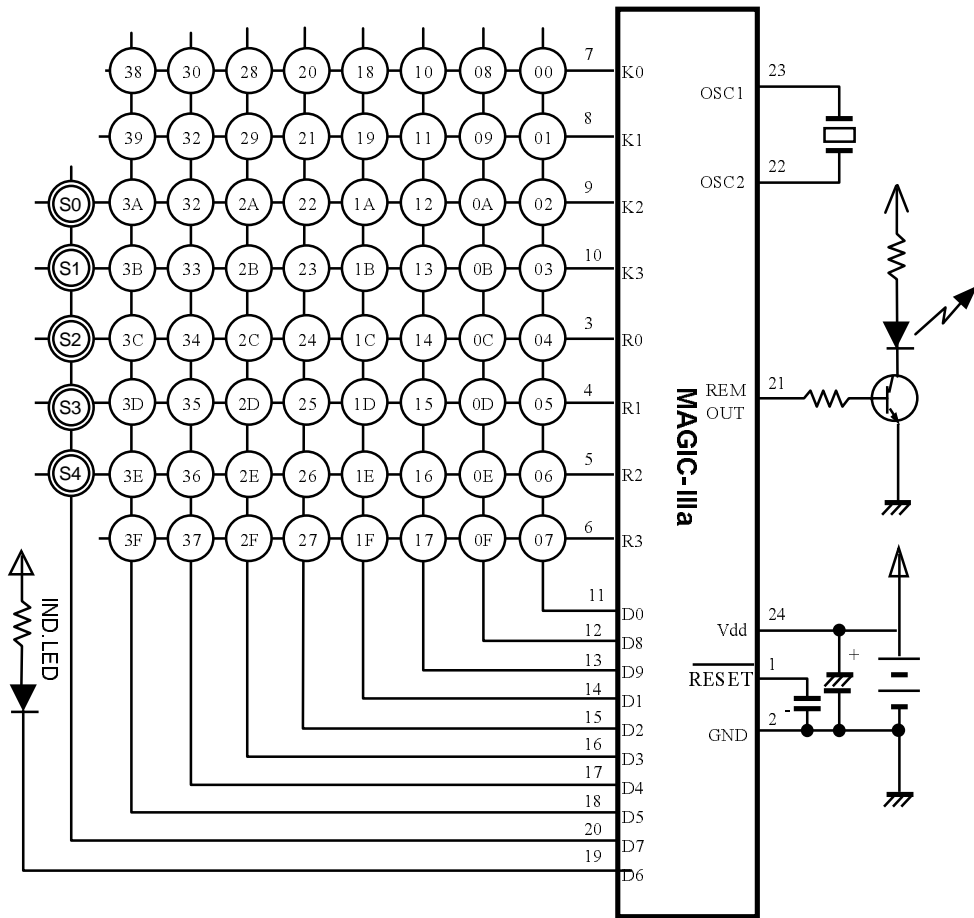 38 30 28 20 18 10 08 00 7 K0
39 32 29 21 19 11 09 01 8 K1
S0 3A 32 2A 22 1A 12 0A 02 9 K2
S1 3B 33 2B 23 1B 13 0B 03 10 K3
S2 3C 34 2C 24 1C 14 0C 04 3 R0
S3 3D 35 2D 25 1D 15 0D 05 4 R1
S4 3E 36 2E 26 1E 16 0E 06 5 R2
3F 37 2F 27 1F 17 0F 07 6 R3
11 D0
12 D8
13 D9
14 D1
15 D2
16 D3
17 D4
18 D5
20 D7
19 D6
IND.LED
MAGIC-IIIa
OSC1 23
OSC2 22
REM 21
OUT
Vdd 24
+
RESET 1
-
GND 2